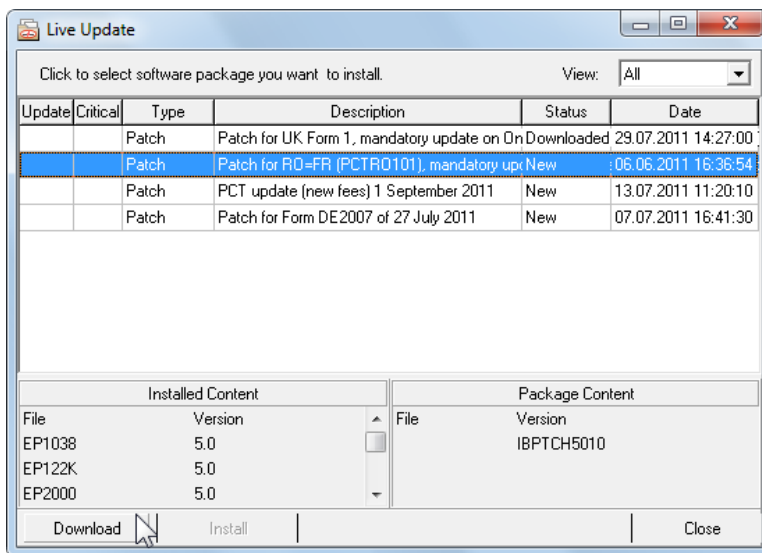 Live Update
Click to select software package you want to install. View: All
Update Critical Type Description Status Date
Patch Patch for UK Form 1, mandatory update on On Downloaded 29.07.2011 14:27:00
Patch Patch for RO=FR (PCTRO101), mandatory upd New 06.06.2011 16:36:54
Patch PCT update (new fees) 1 September 2011 New 13.07.2011 11:20:10
Patch Patch for Form DE2007 of 27 July 2011 New 07.07.2011 16:41:30
Installed Content Package Content
File Version File Version
EP1038 5.0 IBPTCH5010
EP122K 5.0
EP2000 5.0
Download Install Close